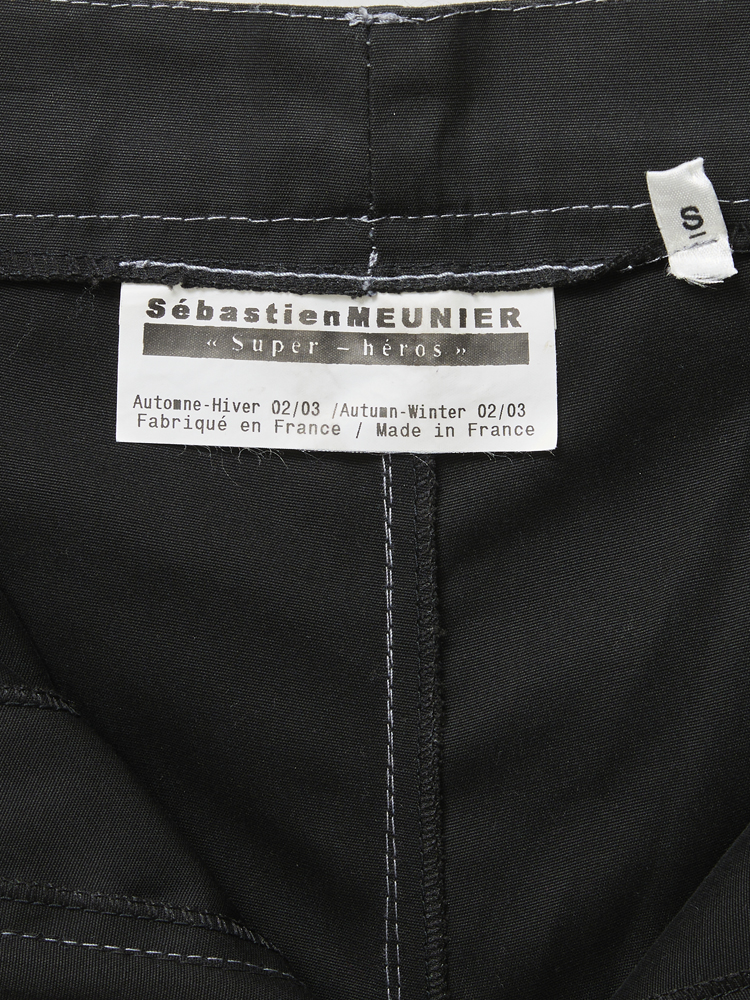 SébastienMEUNIER
« Super – héros »
Automne-Hiver 02/03 /Autumn-Winter 02/03
Fabriqué en France / Made in France
S